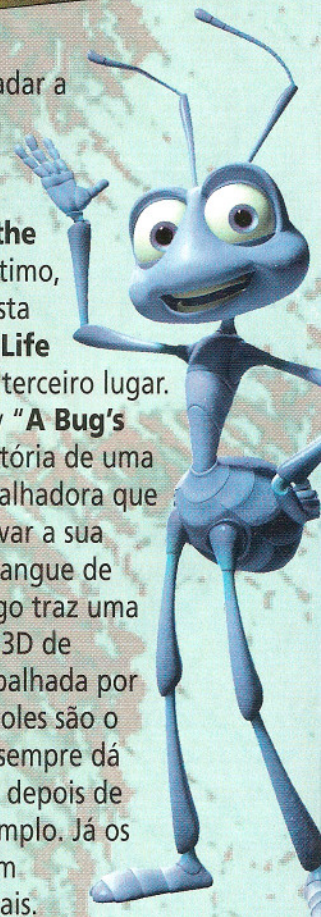 adar a
the
timo,
sta
Life
terceiro lugar.
"A Bug's
tória de uma
alhadora que
var a sua
angue de
go traz uma
3D de
palhada por
oles são o
sempre dá
depois de
mplo. Já os
m
ais.